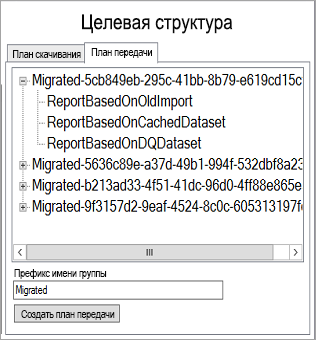 Целевая структура
План скачивания
План передачи
Migrated-5cb849eb-295c-41bb-8b79-e619cd15c
ReportBasedOnOldImport
ReportBasedOnCachedDataset
ReportBasedOnDQDataset
Migrated-5636c89e-a37d-49b1-994f-532dbf8a23
Migrated-b213ad33-4f51-41dc-96d0-4ff88e865e
Migrated-9f3157d2-9eaf-4524-8c0c-605313197f
Префикс имени группы
Migrated
Создать план передачи